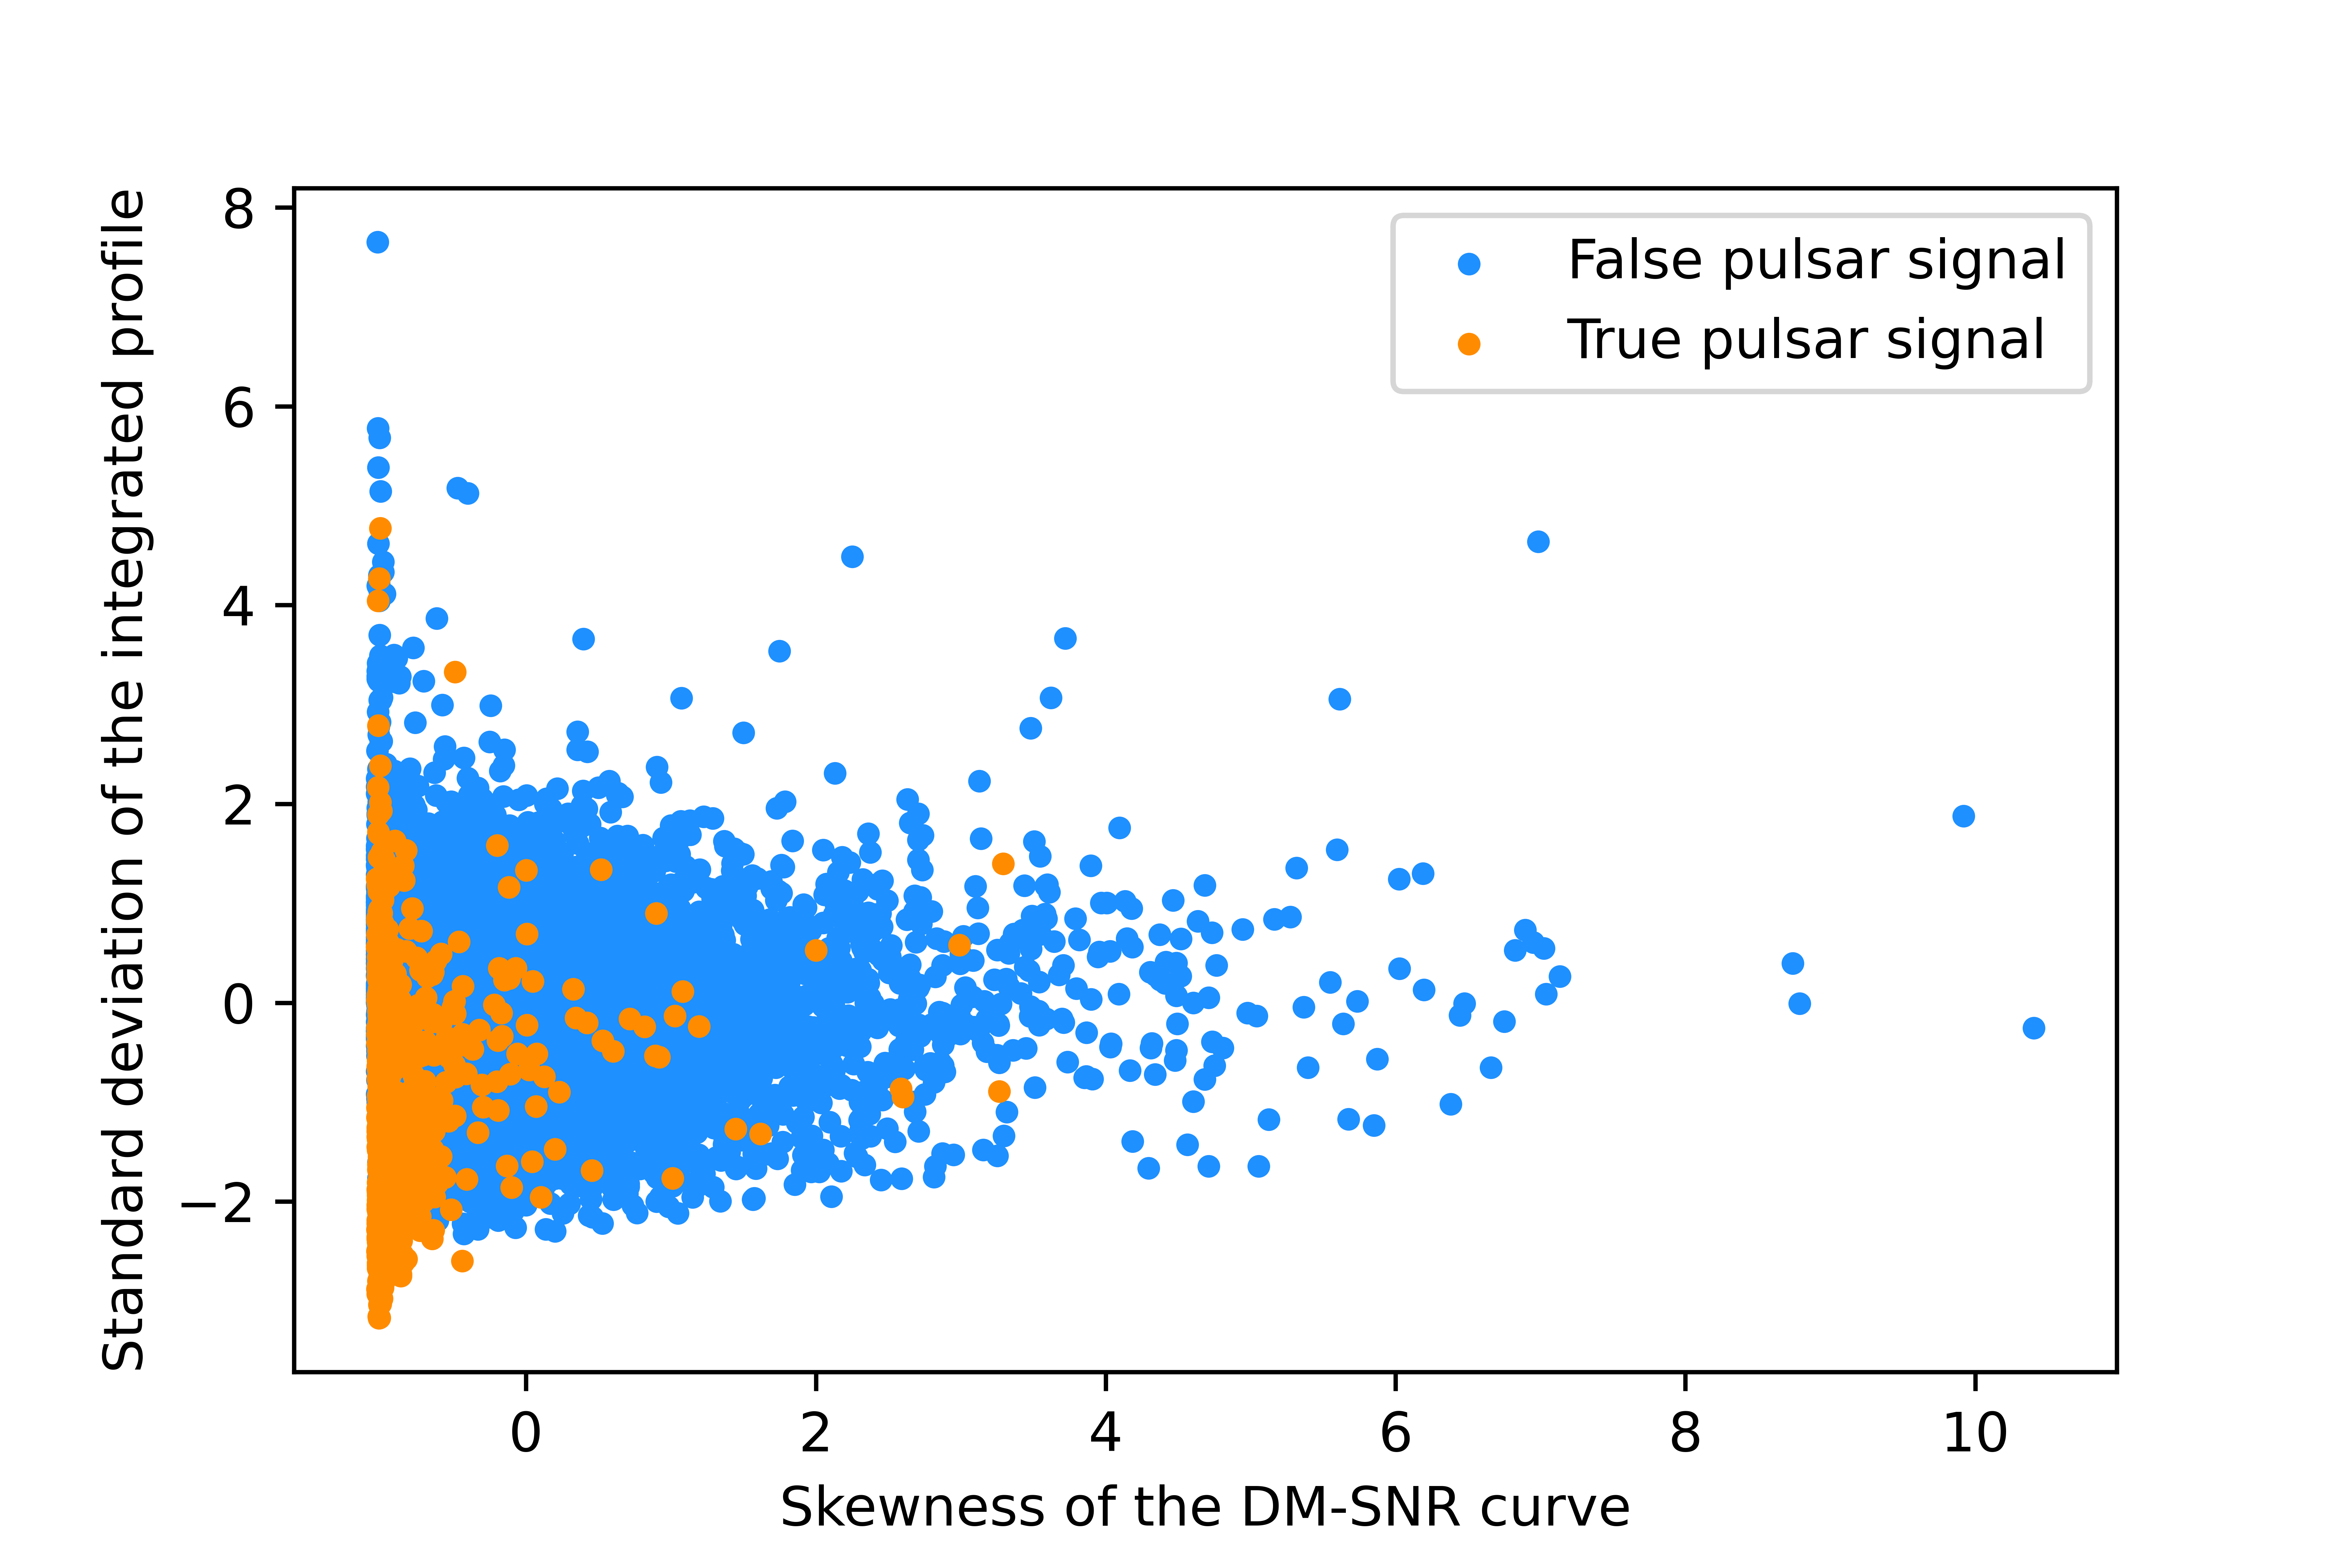 Standard deviation of the integrated profile
8
6
4
2
0
−2
False pulsar signal
True pulsar signal
0 2 4 6 8 10
Skewness of the DM-SNR curve